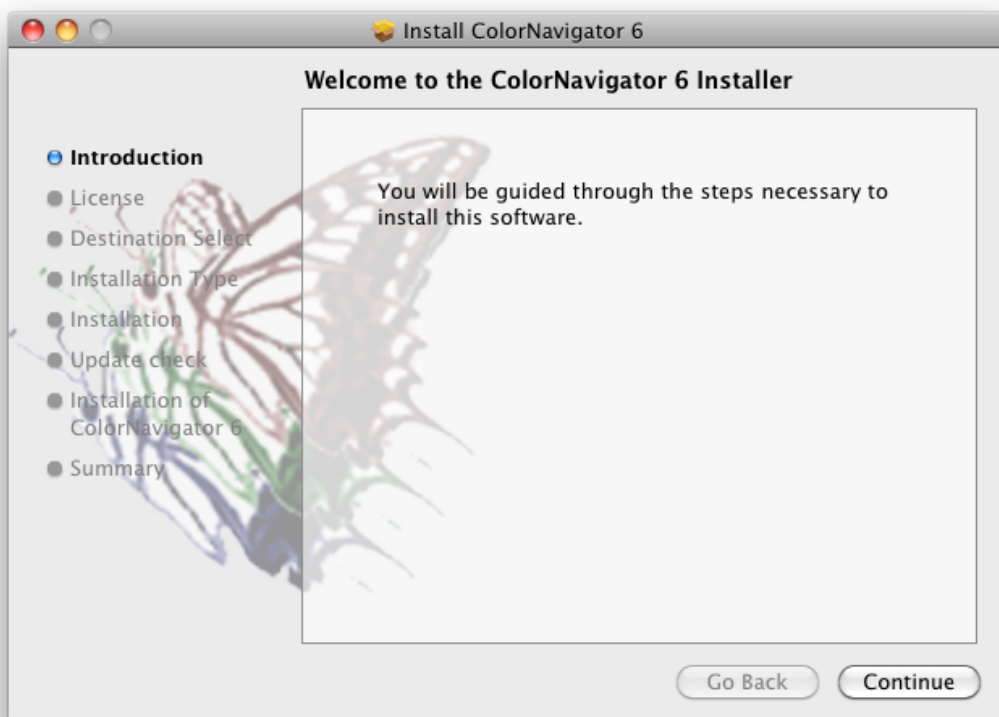 Install ColorNavigator 6
Welcome to the ColorNavigator 6 Installer
Introduction
License
Destination Select
Installation Type
Installation
Update check
Installation of
ColorNavigator 6
Summary
You will be guided through the steps necessary to
install this software.
Go Back
Continue